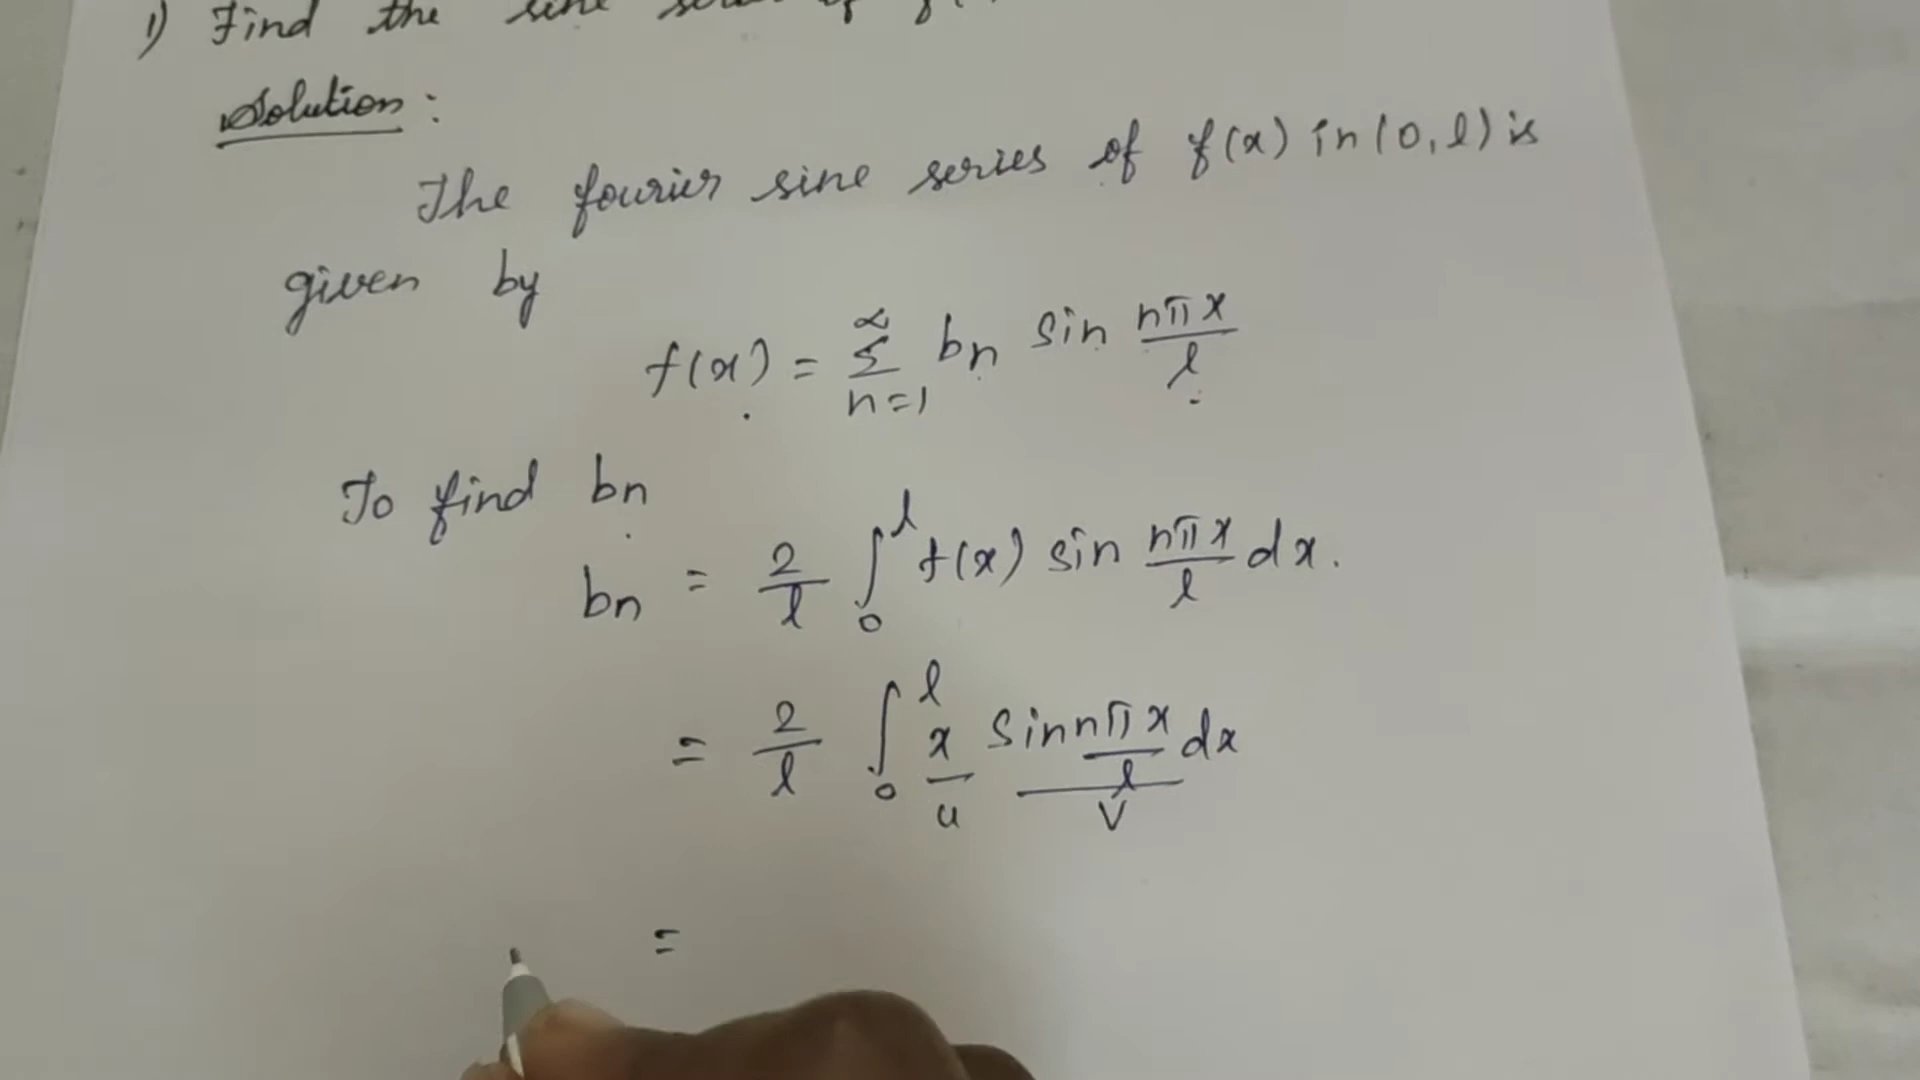 1) Find the sine
Solution :
The fourier sine series of f(x) in (0, l) is
given by
f(x) = ∑_{n=1}^{∞} bn sin nπx/l
To find bn
bn = 2/l ∫_0^l f(x) sin nπx/l dx.
= 2/l ∫_0^l x sin nπx/l dx
u V
=